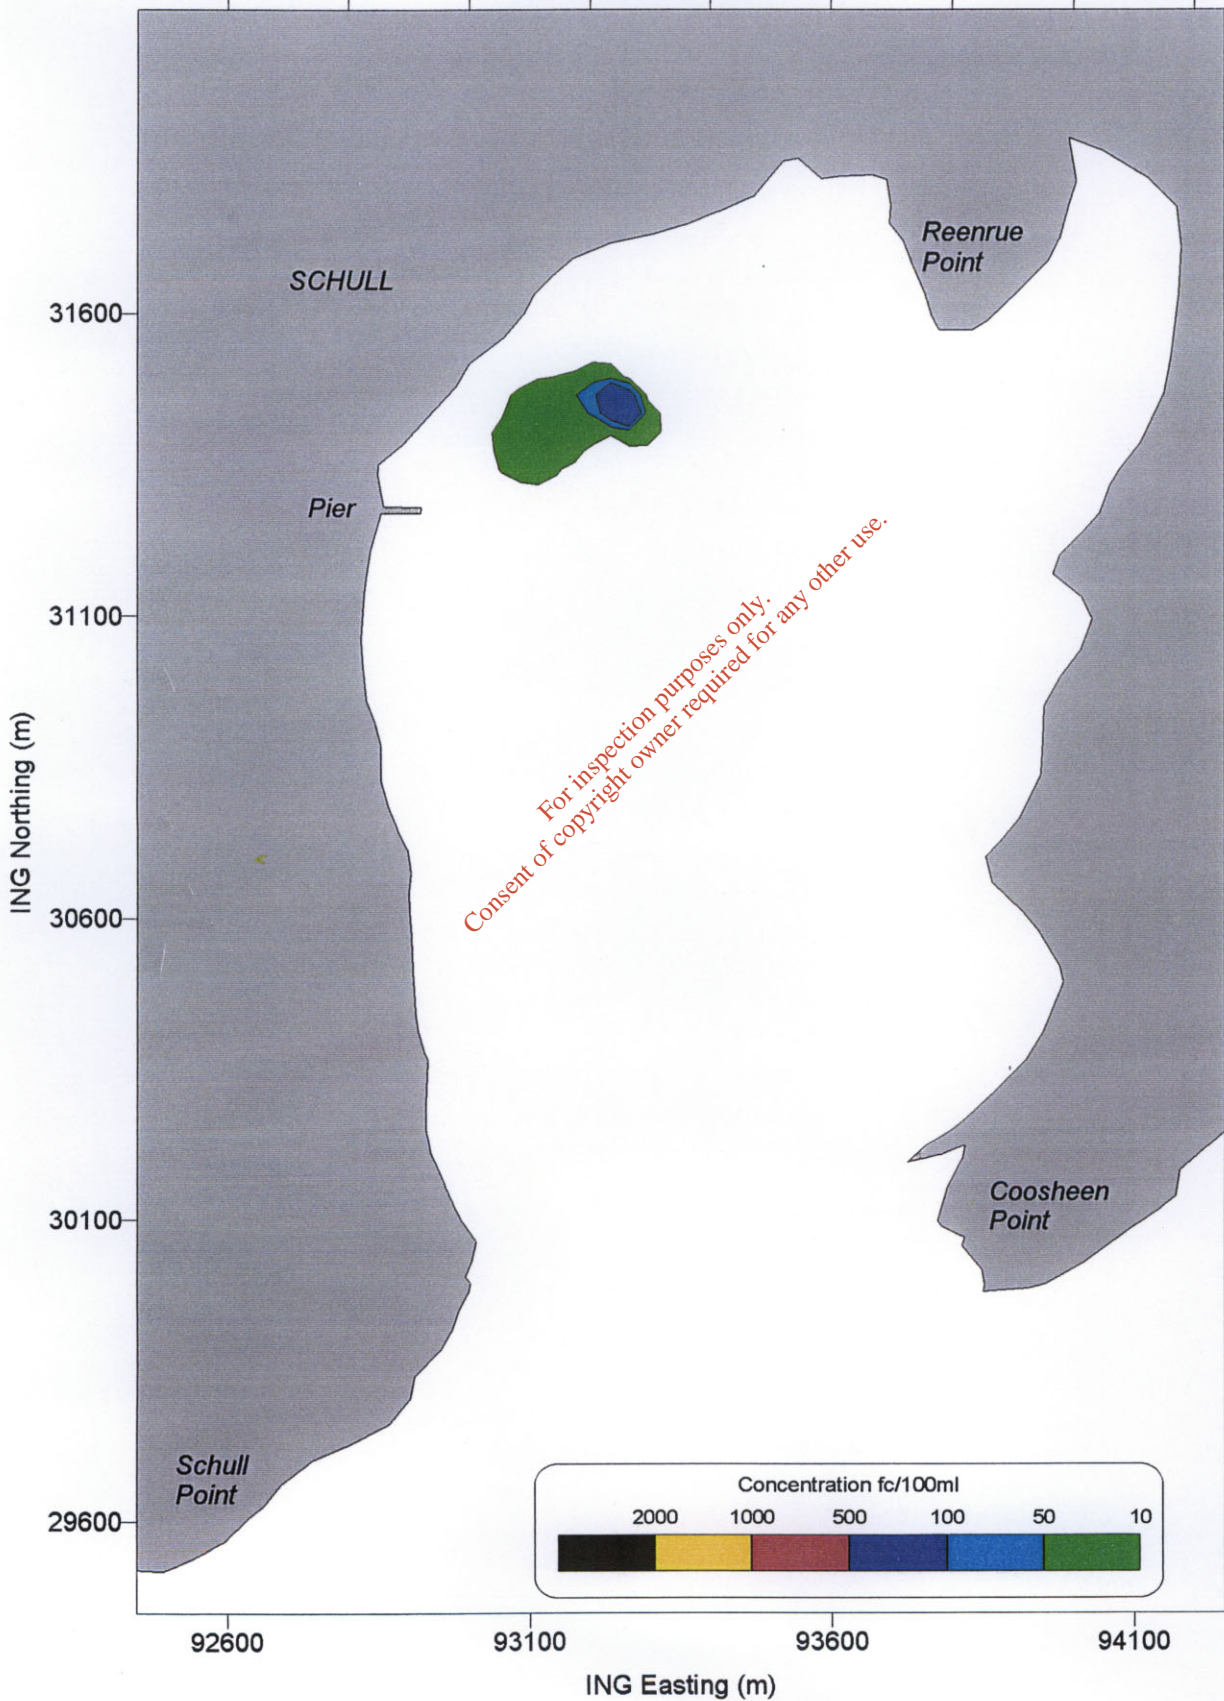 Reenrue
Point
SCHULL
31600
Pier
31100
For inspection purposes only.
Consent of copyright owner required for any other use.
ING Northing (m)
30600
Coosheen
Point
30100
Schull
Point
Concentration fc/100ml
2000 1000 500 100 50 10
29600
92600 93100 93600 94100
ING Easting (m)